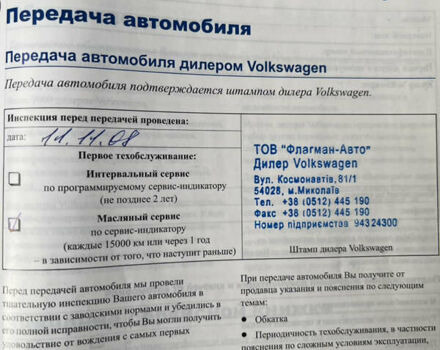 Передача автомобиля
Передача автомобиля дилером Volkswagen
Передача автомобиля подтверждается штампом дилера Volkswagen.
Инспекция перед передачей проведена:
дата: 11.11.08
Первое техобслуживание:
Интервальный сервис
по программируемому сервис-индикатору
(не позднее 2 лет)
Масляный сервис
по сервис-индикатору
(каждые 15000 км или через 1 год
– в зависимости от того, что наступит раньше)
ТОВ "Флагман-Авто"
Дилер Volkswagen
Вул. Космонавтів,81/1
54028, м.Миколаїв
Тел. +38 (0512) 445 190
Факс +38 (0512) 445 190
Номер підприємтсв 94324300
Штамп дилера Volkswagen
Перед передачей автомобиля мы провели
тщательную инспекцию Вашего автомобиля в
соответствии с заводскими нормами и убедились в
его полной исправности, чтобы Вы могли получить
удовольствие от вождения с самых первых
При передаче автомобиля Вы получите от
продавца указания и пояснения по следующим
темам:
● Обкатка
● Периодичность техобслуживания, в частности
пояснения по сложным условиям эксплуатации,